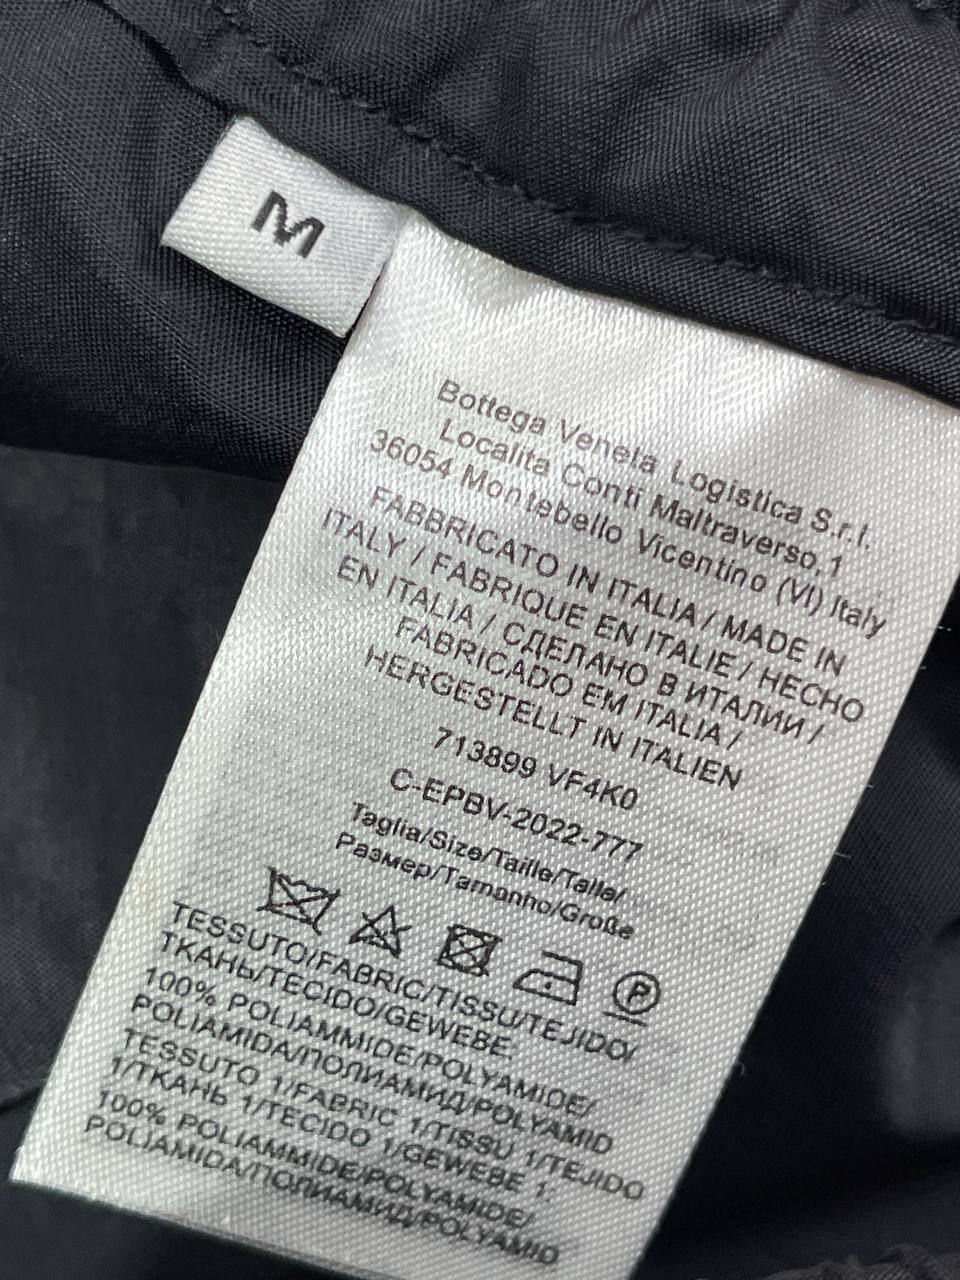 M
Bottega Veneta Logistica S.r.l.
Localita Conti Maltraverso,1
36054 Montebello Vicentino (VI) Italy
FABBRICATO IN ITALIA / MADE IN
ITALY / FABRIQUE EN ITALIE / HECHO
EN ITALIA / СДЕЛАНО В ИТАЛИИ /
FABRICADO EM ITALIA /
HERGESTELLT IN ITALIEN
713899 VF4K0
C-EPBV-2022-777
Taglia/Size/Taille/Talla/
Размер/Tamanho/Große
P
TESSUTO/FABRIC/TISSU/TEJIDO/
ТКАНЬ/TECIDO/GEWEBE:
100% POLIAMMIDE/POLYAMIDE/
POLIAMIDA/ПОЛИАМИД/POLYAMID
TESSUTO 1/FABRIC 1/TISSU 1/TEJIDO
1/ТКАНЬ 1/TECIDO 1/GEWEBE 1:
100% POLIAMMIDE/POLYAMIDE/
POLIAMIDA/ПОЛИАМИД/POLYAMID